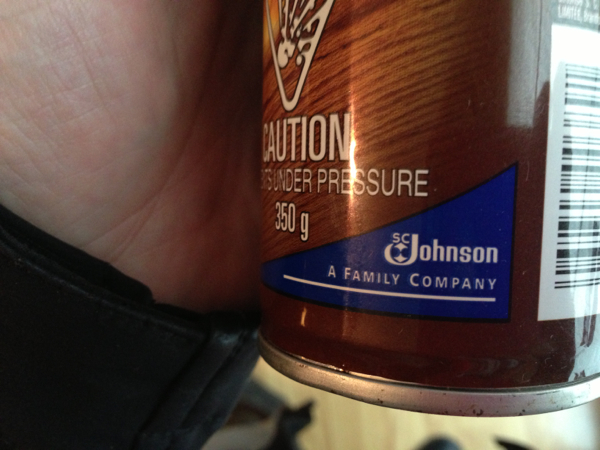 CAUTION
UNDER PRESSURE
350 g
SC
Johnson
A FAMILY COMPANY